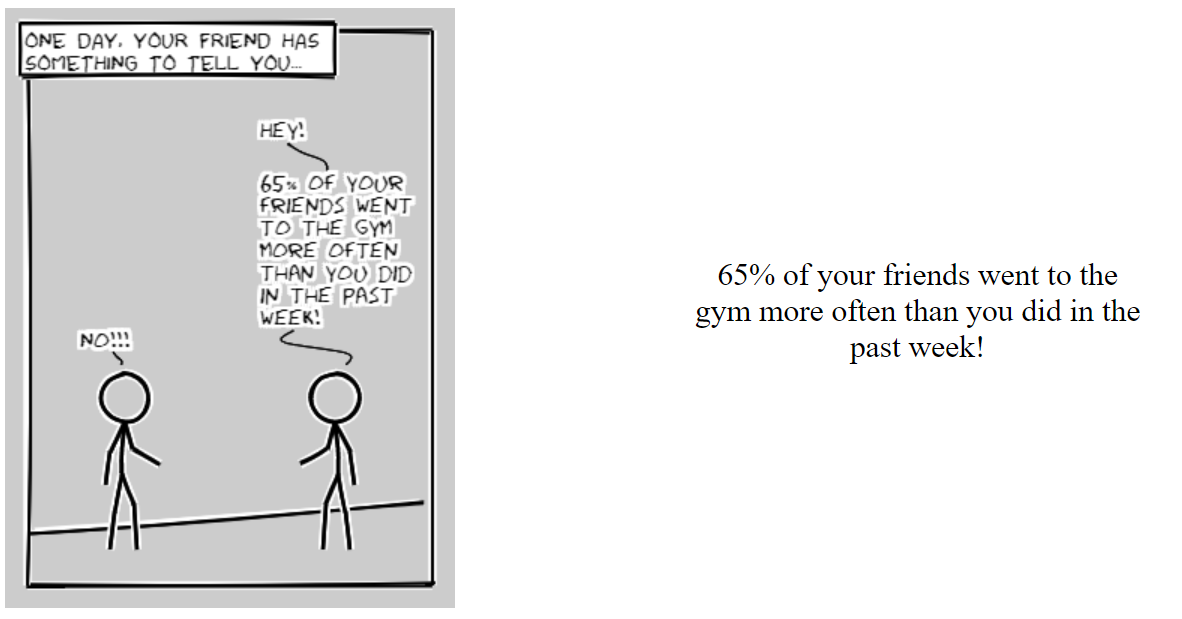 ONE DAY, YOUR FRIEND HAS
SOMETHING TO TELL YOU...
HEY!
65% OF YOUR
FRIENDS WENT
TO THE GYM
MORE OFTEN
THAN YOU DID
IN THE PAST
WEEK!
NO!!!
65% of your friends went to the
gym more often than you did in the
past week!